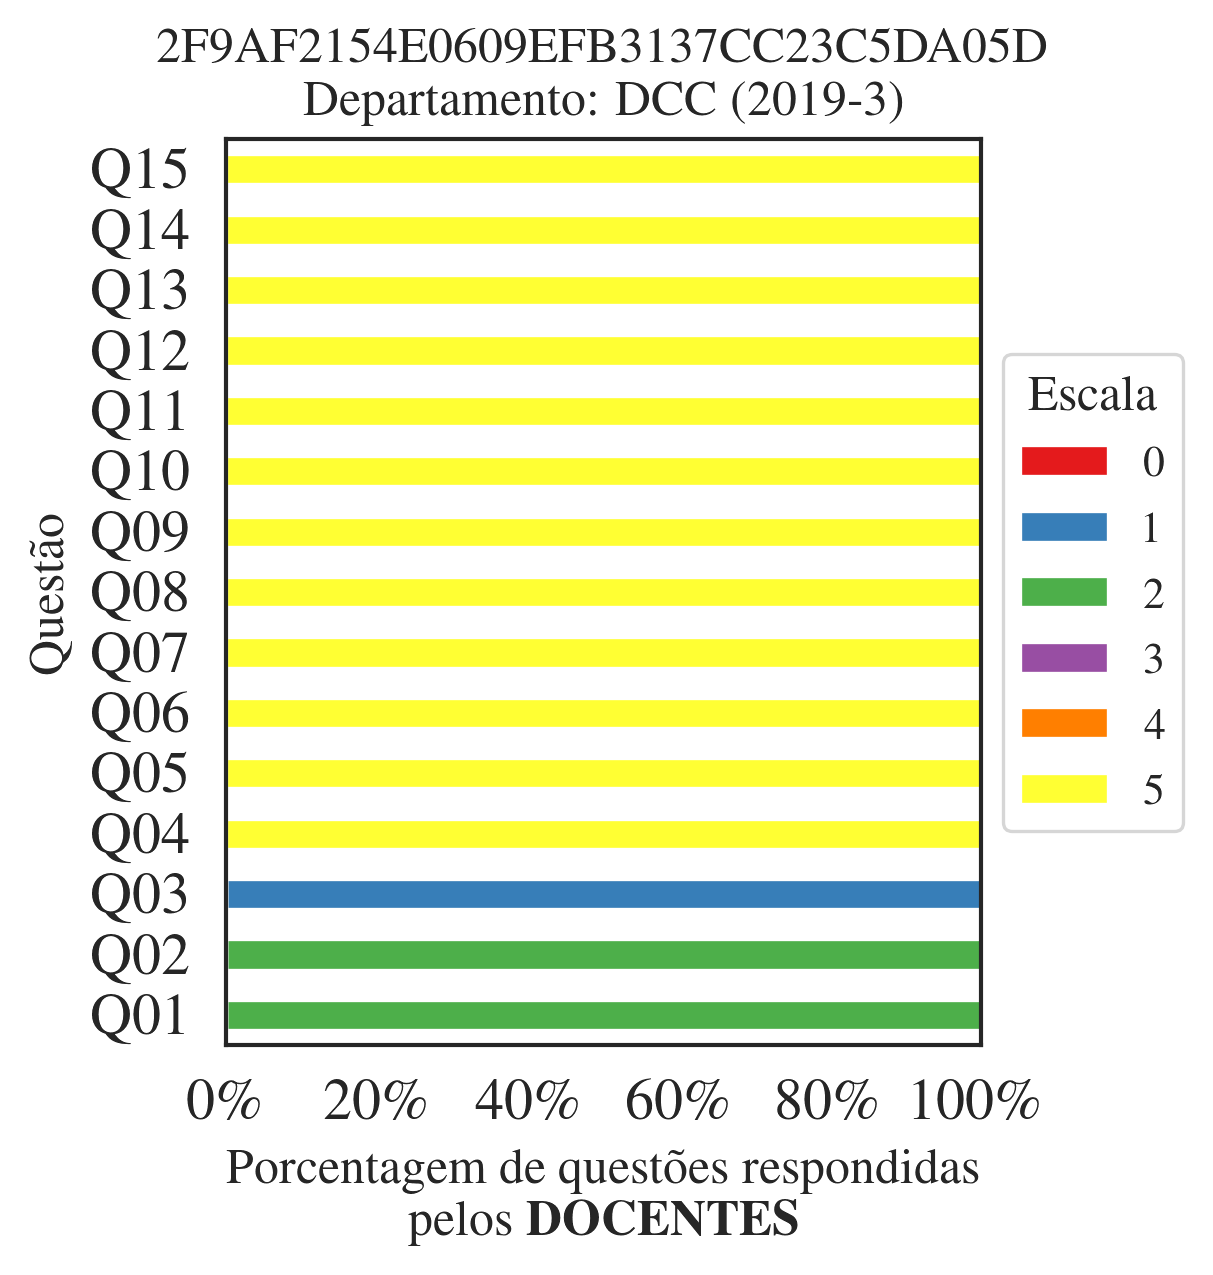 2F9AF2154E0609EFB3137CC23C5DA05D
Departamento: DCC (2019-3)
Q15
Q14
Q13
Q12
Q11
Q10
Q09
Q08
Q07
Q06
Q05
Q04
Q03
Q02
Q01
Questão
0% 20% 40% 60% 80% 100%
Porcentagem de questões respondidas
pelos DOCENTES
Escala
0
1
2
3
4
5